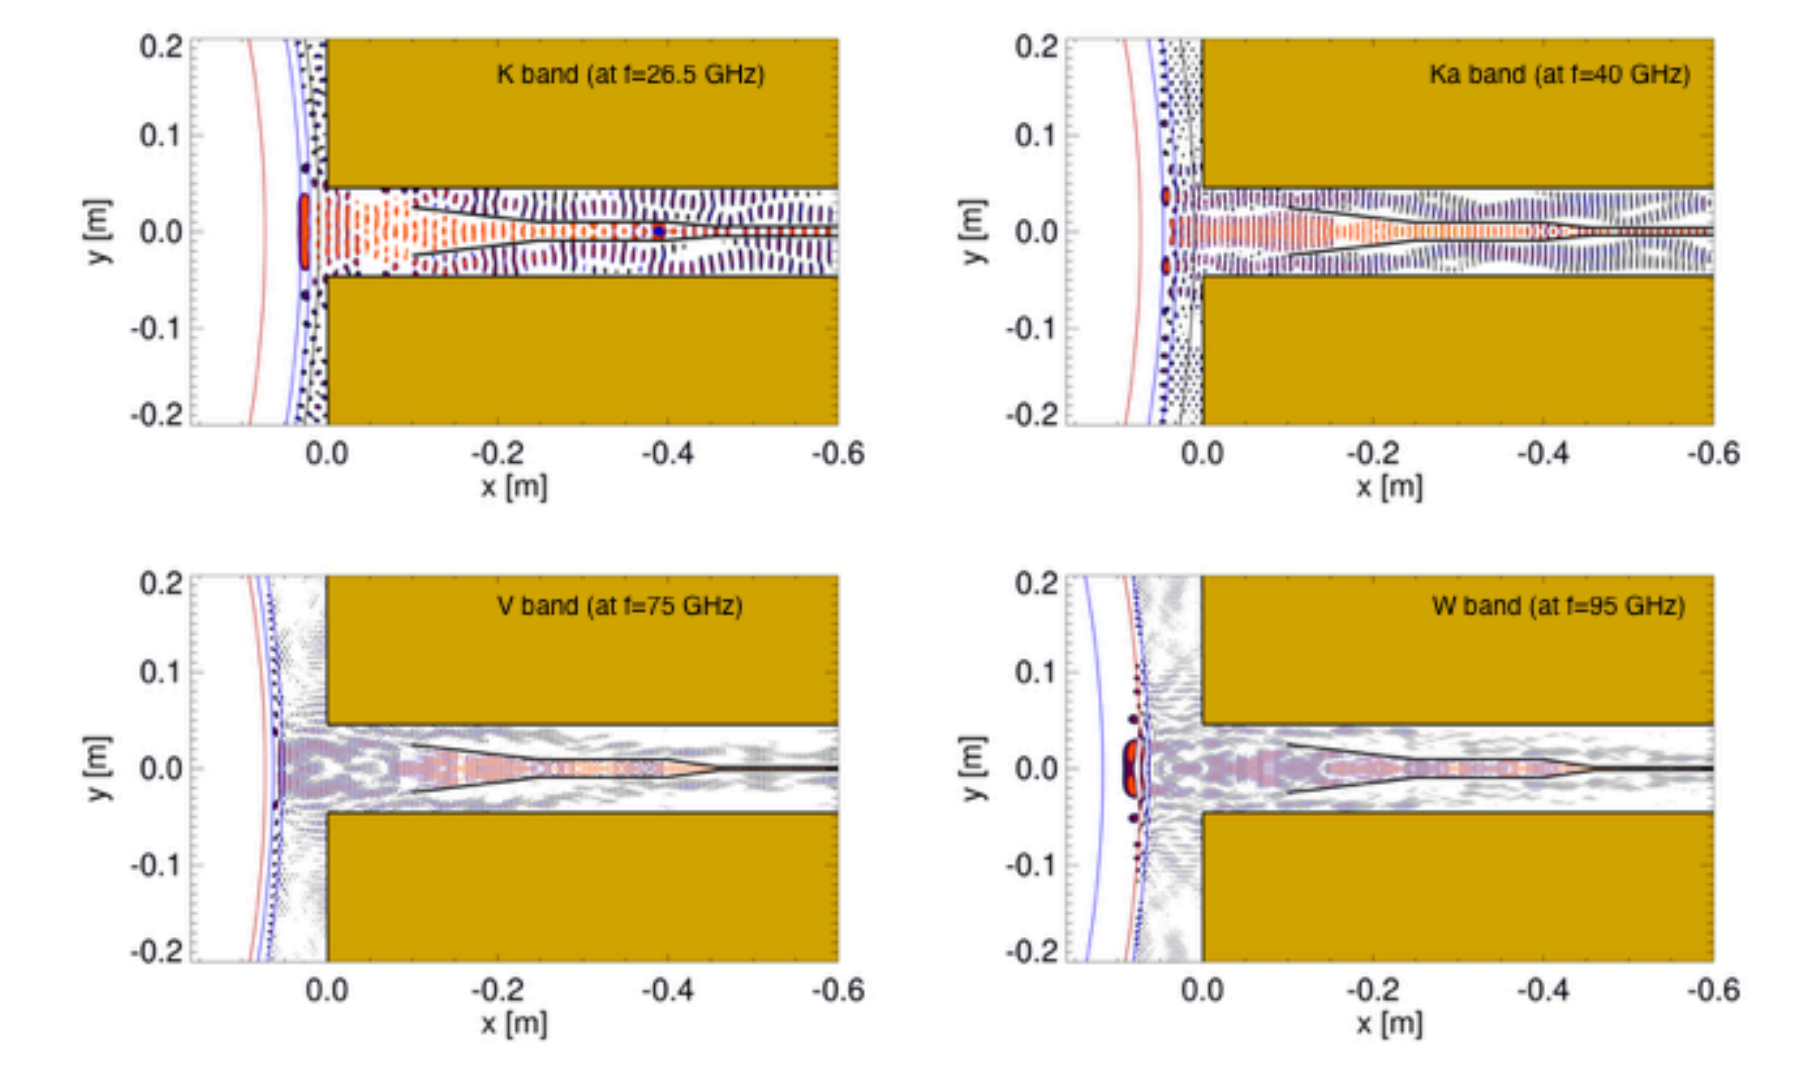 0.2
0.1
0.0
-0.1
-0.2
y [m]
K band (at f=26.5 GHz)
0.0 -0.2 -0.4 -0.6
x [m]
0.2
0.1
0.0
-0.1
-0.2
y [m]
Ka band (at f=40 GHz)
0.0 -0.2 -0.4 -0.6
x [m]
0.2
0.1
0.0
-0.1
-0.2
y [m]
V band (at f=75 GHz)
0.0 -0.2 -0.4 -0.6
x [m]
0.2
0.1
0.0
-0.1
-0.2
y [m]
W band (at f=95 GHz)
0.0 -0.2 -0.4 -0.6
x [m]